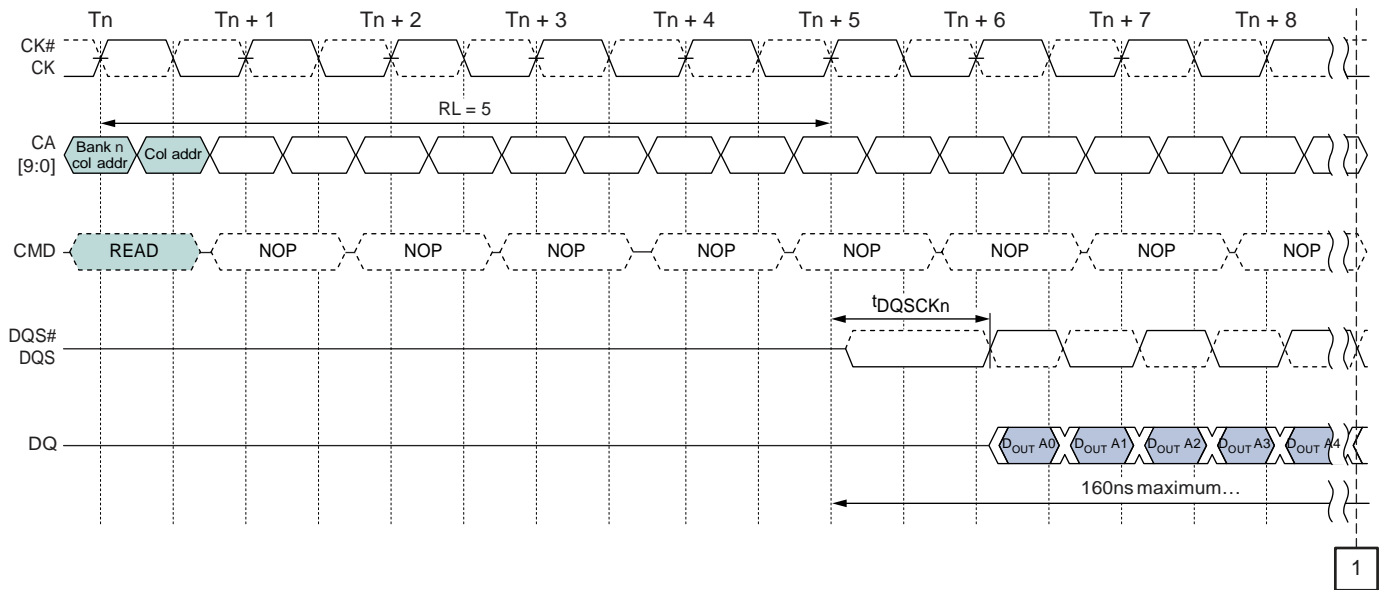 Tn Tn + 1 Tn + 2 Tn + 3 Tn + 4 Tn + 5 Tn + 6 Tn + 7 Tn + 8
CK#
CK
RL = 5
CA
[9:0]
Bank n
col addr
Col addr
CMD READ NOP NOP NOP NOP NOP NOP NOP NOP
tDQSCKn
DQS#
DQS
DQ DOUT A0 DOUT A1 DOUT A2 DOUT A3 DOUT A4
160ns maximum…
1